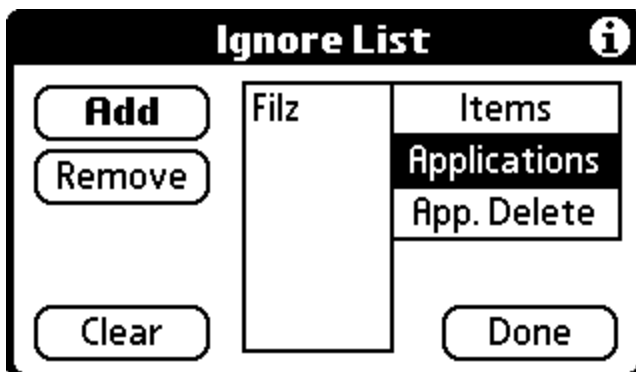 Ignore List
i
Add
Filz
Items
Remove
Applications
App. Delete
Clear
Done